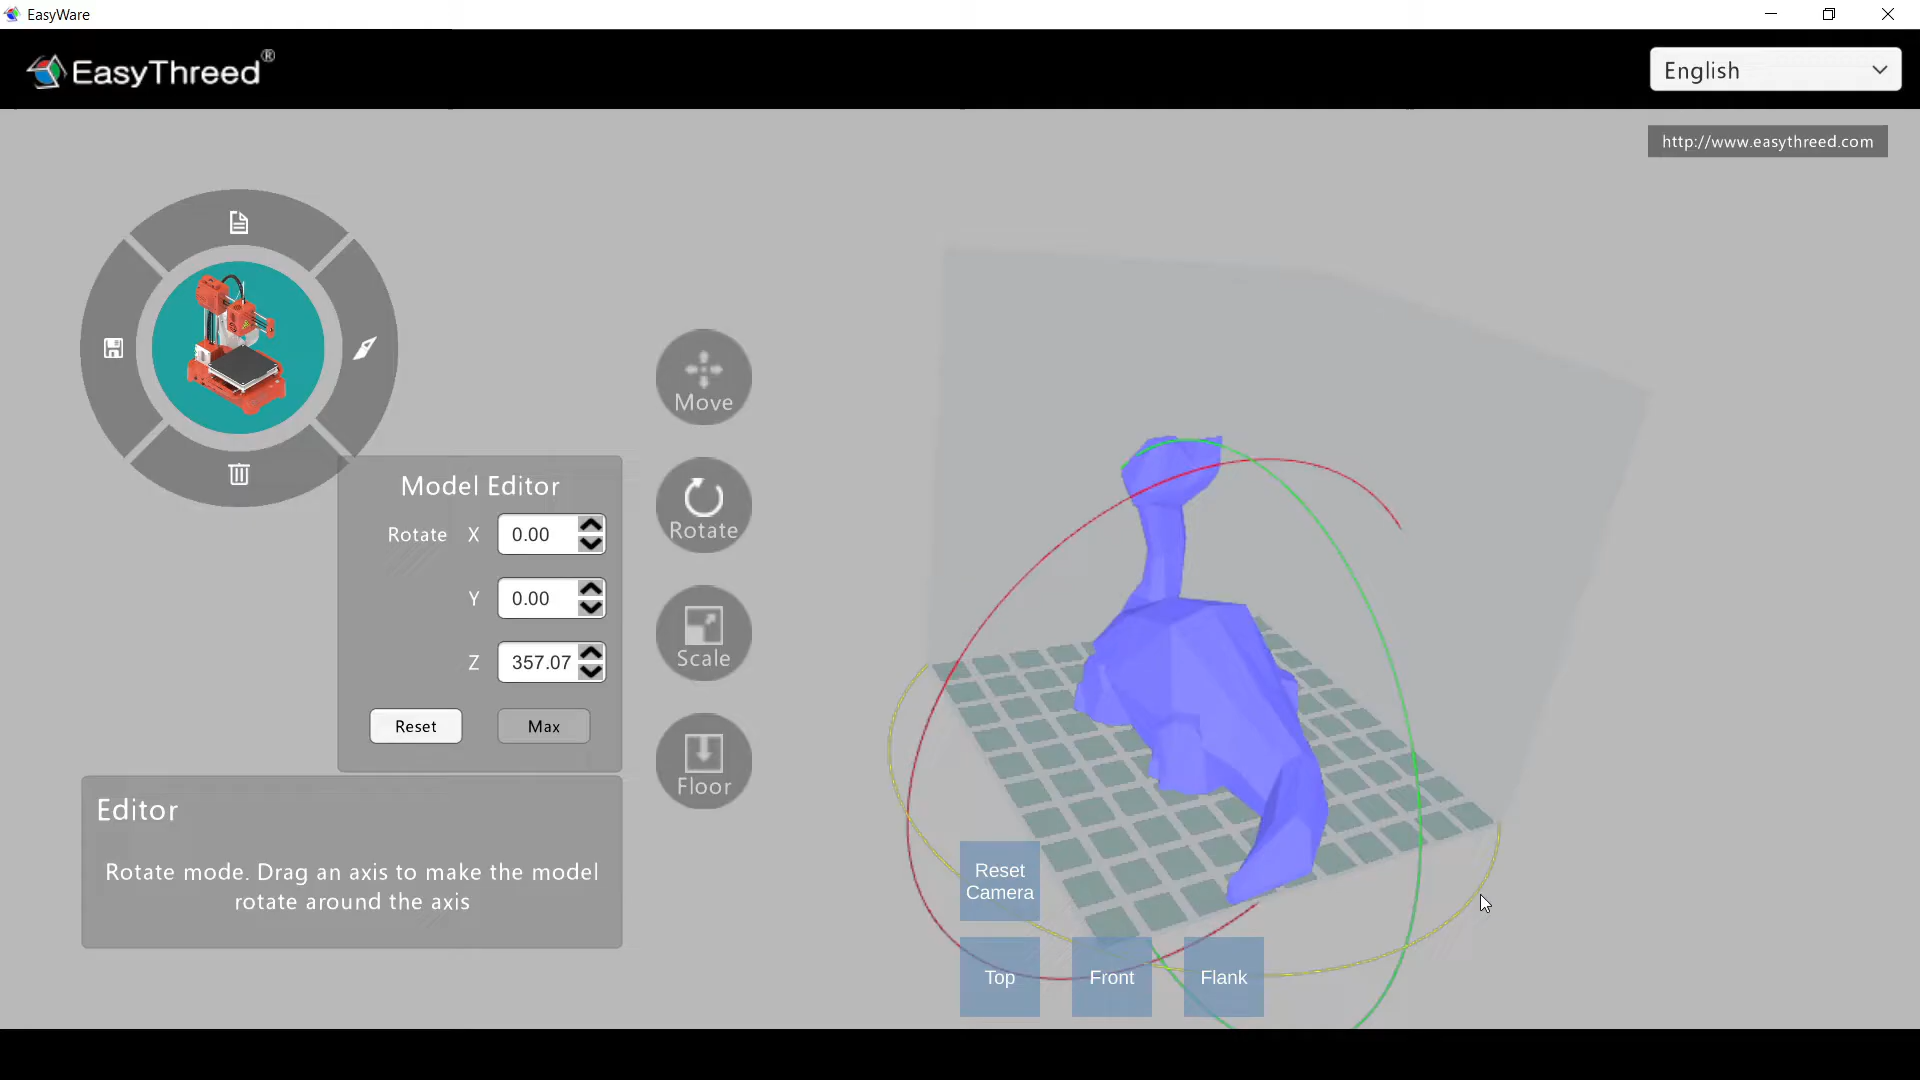 EasyWare
EasyThreed®
English
http://www.easythreed.com
Move
Model Editor
Rotate X 0.00
Y 0.00
Z 357.07
Reset Max
Rotate
Scale
Floor
Editor
Rotate mode. Drag an axis to make the model
rotate around the axis
Reset
Camera
Top Front Flank